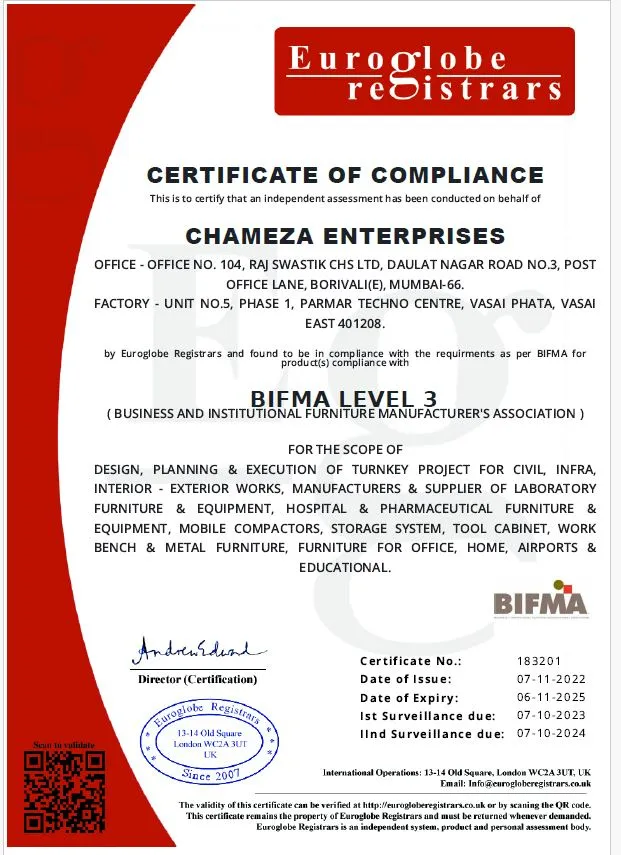 Euroglobe
registrars
CERTIFICATE OF COMPLIANCE
This is to certify that an independent assessment has been conducted on behalf of
CHAMEZA ENTERPRISES
OFFICE - OFFICE NO. 104, RAJ SWASTIK CHS LTD, DAULAT NAGAR ROAD NO.3, POST
OFFICE LANE, BORIVALI(E), MUMBAI-66.
FACTORY - UNIT NO.5, PHASE 1, PARMAR TECHNO CENTRE, VASAI PHATA, VASAI
EAST 401208.
by Euroglobe Registrars and found to be in compliance with the requirments as per BIFMA for
product(s) compliance with
BIFMA LEVEL 3
( BUSINESS AND INSTITUTIONAL FURNITURE MANUFACTURER'S ASSOCIATION )
FOR THE SCOPE OF
DESIGN, PLANNING & EXECUTION OF TURNKEY PROJECT FOR CIVIL, INFRA,
INTERIOR - EXTERIOR WORKS, MANUFACTURERS & SUPPLIER OF LABORATORY
FURNITURE & EQUIPMENT, HOSPITAL & PHARMACEUTICAL FURNITURE &
EQUIPMENT, MOBILE COMPACTORS, STORAGE SYSTEM, TOOL CABINET, WORK
BENCH & METAL FURNITURE, FURNITURE FOR OFFICE, HOME, AIRPORTS &
EDUCATIONAL.
BIFMA
Andrew Edward
Director (Certification)
Euroglobe Registrars
13-14 Old Square
London WC2A 3UT
UK
Since 2007
Scan to validate
Certificate No.: 183201
Date of Issue: 07-11-2022
Date of Expiry: 06-11-2025
Ist Surveillance due: 07-10-2023
IInd Surveillance due: 07-10-2024
International Operations: 13-14 Old Square, London WC2A 3UT, UK
Email: Info@eurogloberegistrars.co.uk
The validity of this certificate can be verified at http://eurogloberegistrars.co.uk or by scaning the QR code.
This certificate remains the property of Euroglobe Registrars and must be returned whenever demanded.
Euroglobe Registrars is an independent system, product and personal assessment body.